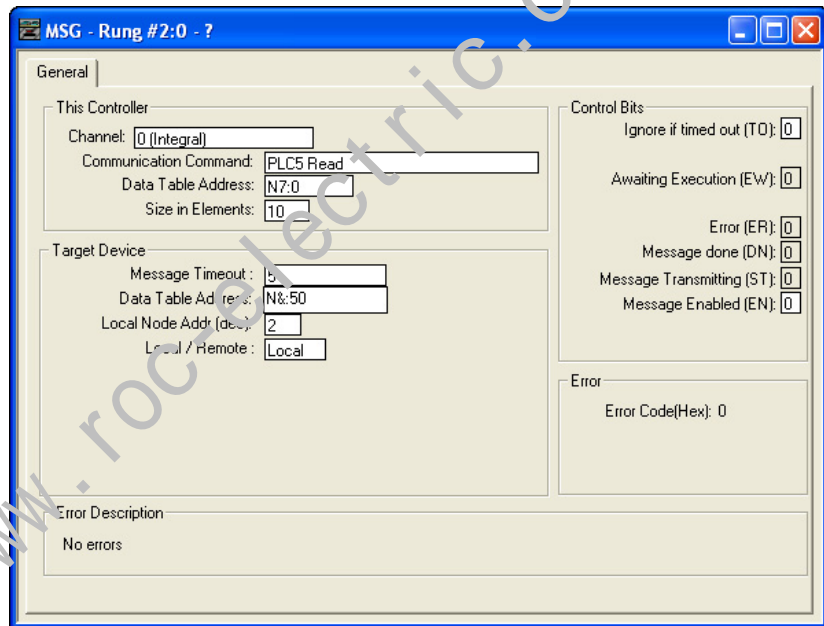 MSG - Rung #2:0 - ?
General
This Controller
Channel: 0 (Integral)
Communication Command: PLC5 Read
Data Table Address: N7:0
Size in Elements: 10
Target Device
Message Timeout : 5
Data Table Address: N&:50
Local Node Addr (dec): 2
Local / Remote : Local
Control Bits
Ignore if timed out (TO): 0
Awaiting Execution (EW): 0
Error (ER): 0
Message done (DN): 0
Message Transmitting (ST): 0
Message Enabled (EN): 0
Error
Error Code(Hex): 0
Error Description
No errors